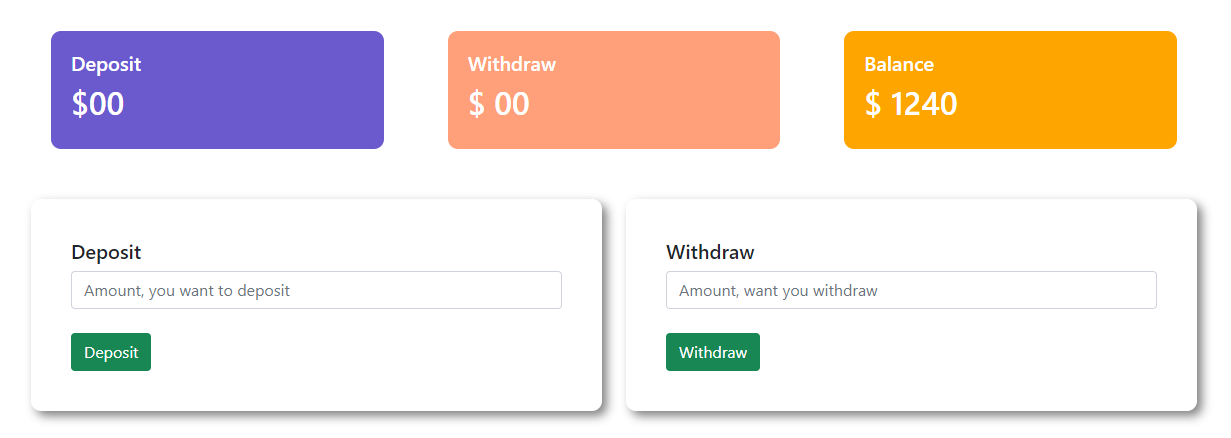 Deposit
$00
Withdraw
$ 00
Balance
$ 1240
Deposit
Amount, you want to deposit
Deposit
Withdraw
Amount, want you withdraw
Withdraw